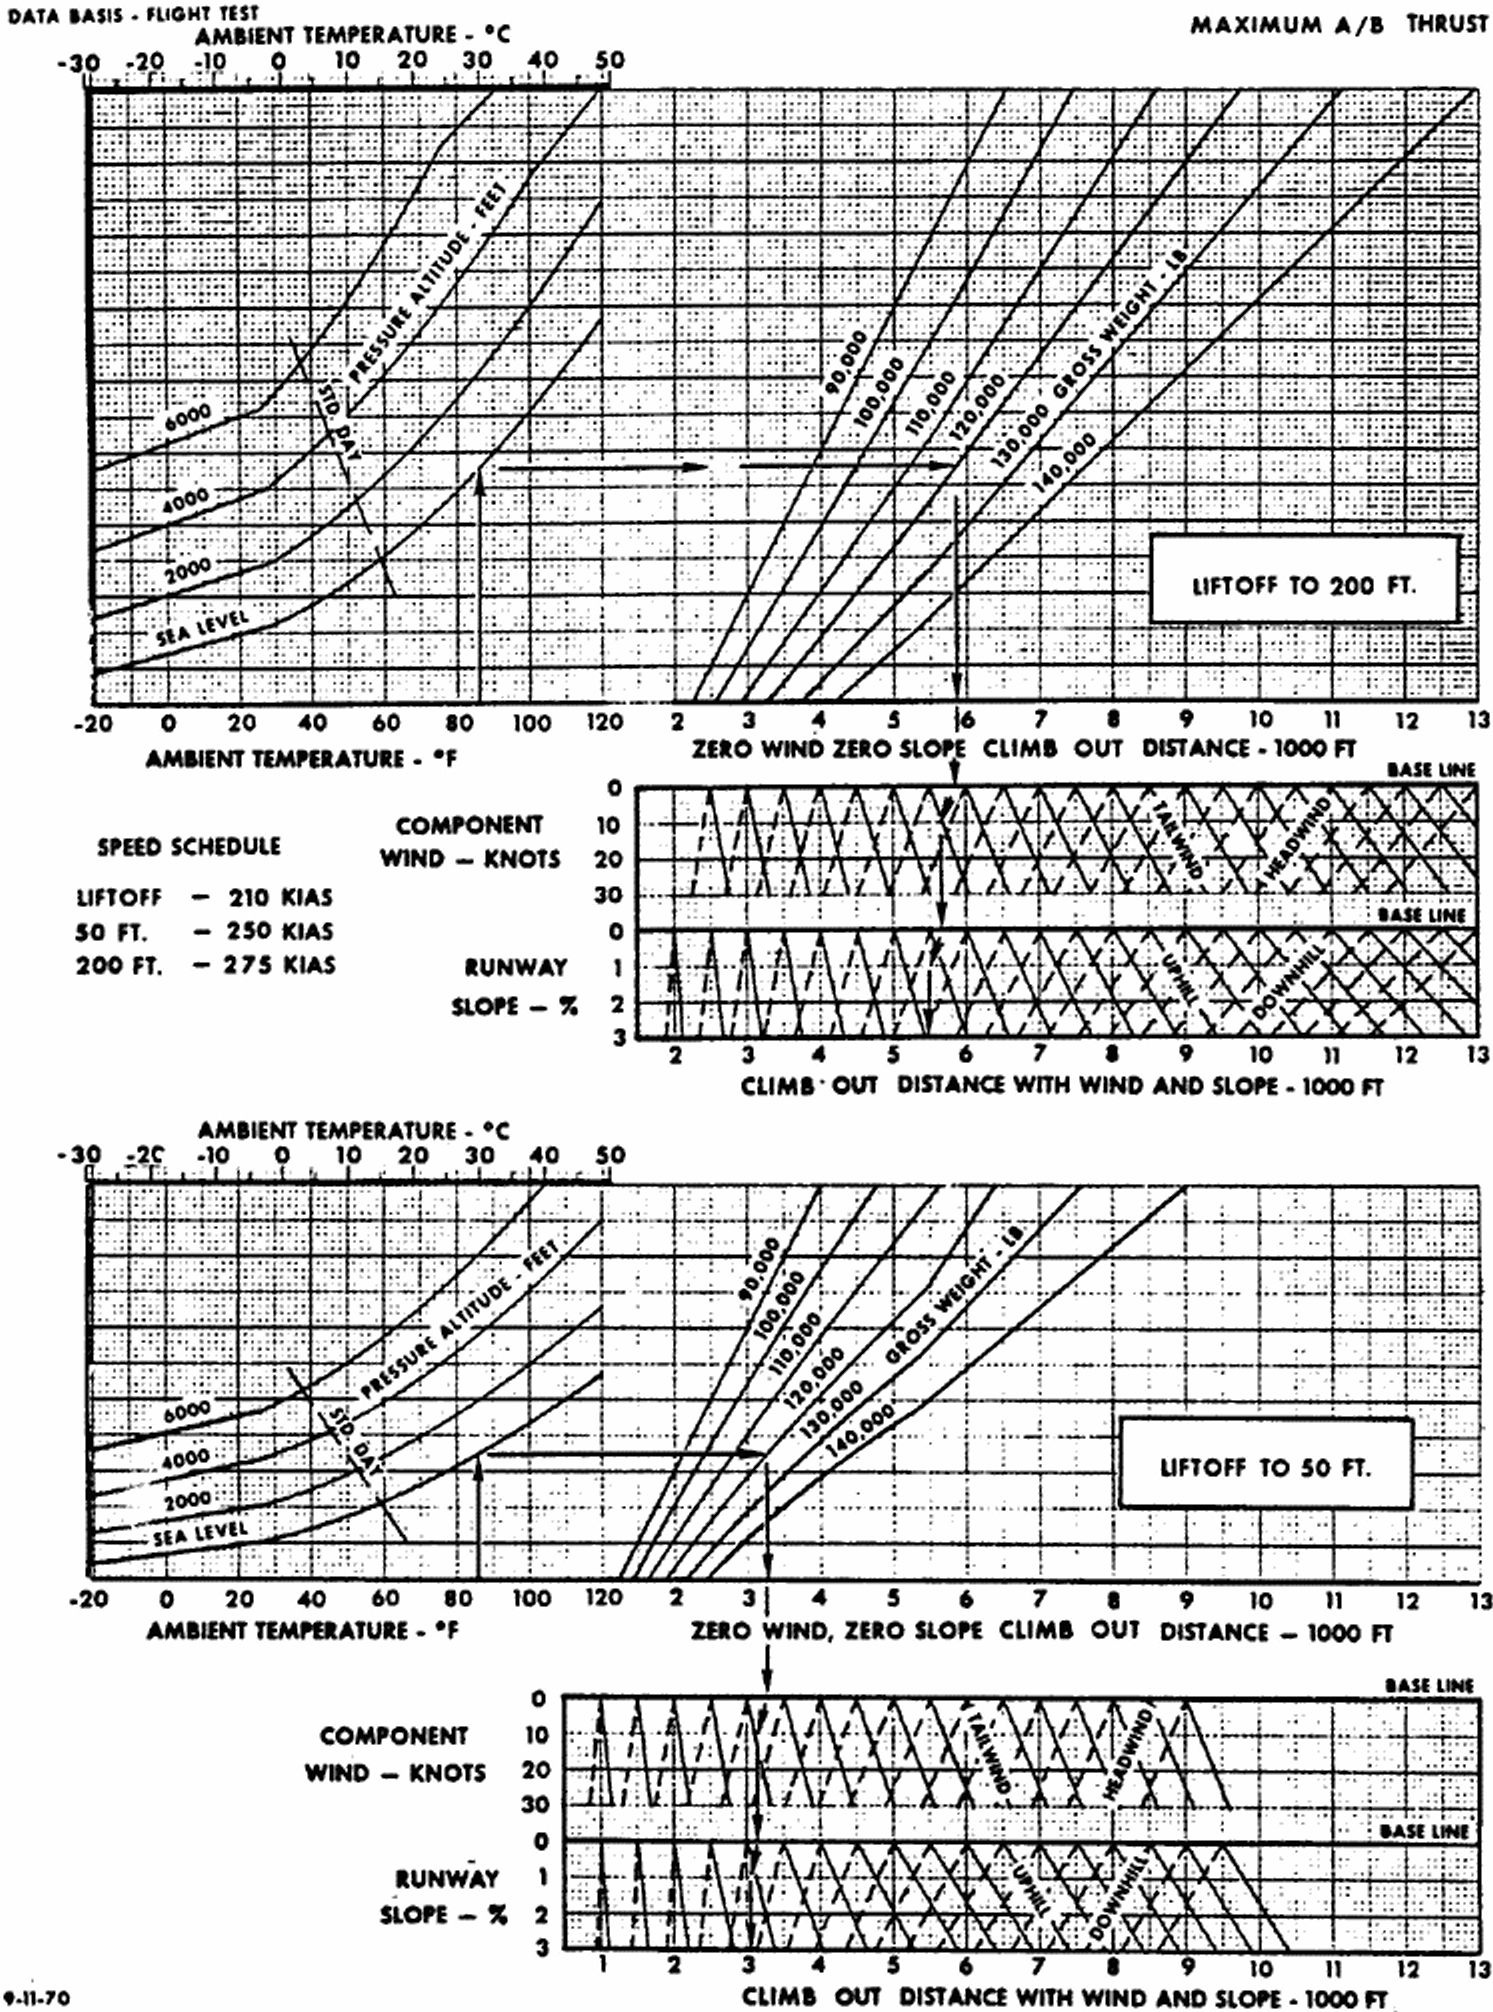 DATA BASIS - FLIGHT TEST
MAXIMUM A/B THRUST
AMBIENT TEMPERATURE - °C
-30 -20 -10 0 10 20 30 40 50
6000
4000
2000
SEA LEVEL
STD DAY
PRESSURE ALTITUDE - FEET
90,000
100,000
110,000
120,000
130,000 GROSS WEIGHT - LB
140,000
LIFTOFF TO 200 FT.
-20 0 20 40 60 80 100 120 2 3 4 5 6 7 8 9 10 11 12 13
AMBIENT TEMPERATURE - °F
ZERO WIND ZERO SLOPE CLIMB OUT DISTANCE - 1000 FT
BASE LINE
COMPONENT
WIND — KNOTS
0
10
20
30
TAILWIND
HEADWIND
SPEED SCHEDULE
LIFTOFF — 210 KIAS
50 FT. — 250 KIAS
200 FT. — 275 KIAS
BASE LINE
RUNWAY
SLOPE — %
0
1
2
3
UPHILL
DOWNHILL
2 3 4 5 6 7 8 9 10 11 12 13
CLIMB OUT DISTANCE WITH WIND AND SLOPE - 1000 FT
AMBIENT TEMPERATURE - °C
-30 -20 -10 0 10 20 30 40 50
6000
4000
2000
SEA LEVEL
STD DAY
PRESSURE ALTITUDE - FEET
90,000
100,000
110,000
120,000
130,000
140,000
GROSS WEIGHT - LB
LIFTOFF TO 50 FT.
-20 0 20 40 60 80 100 120 2 3 4 5 6 7 8 9 10 11 12 13
AMBIENT TEMPERATURE - °F
ZERO WIND, ZERO SLOPE CLIMB OUT DISTANCE — 1000 FT
BASE LINE
COMPONENT
WIND — KNOTS
0
10
20
30
TAILWIND
HEADWIND
BASE LINE
RUNWAY
SLOPE — %
0
1
2
3
UPHILL
DOWNHILL
1 2 3 4 5 6 7 8 9 10 11 12 13
CLIMB OUT DISTANCE WITH WIND AND SLOPE - 1000 FT
9-11-70